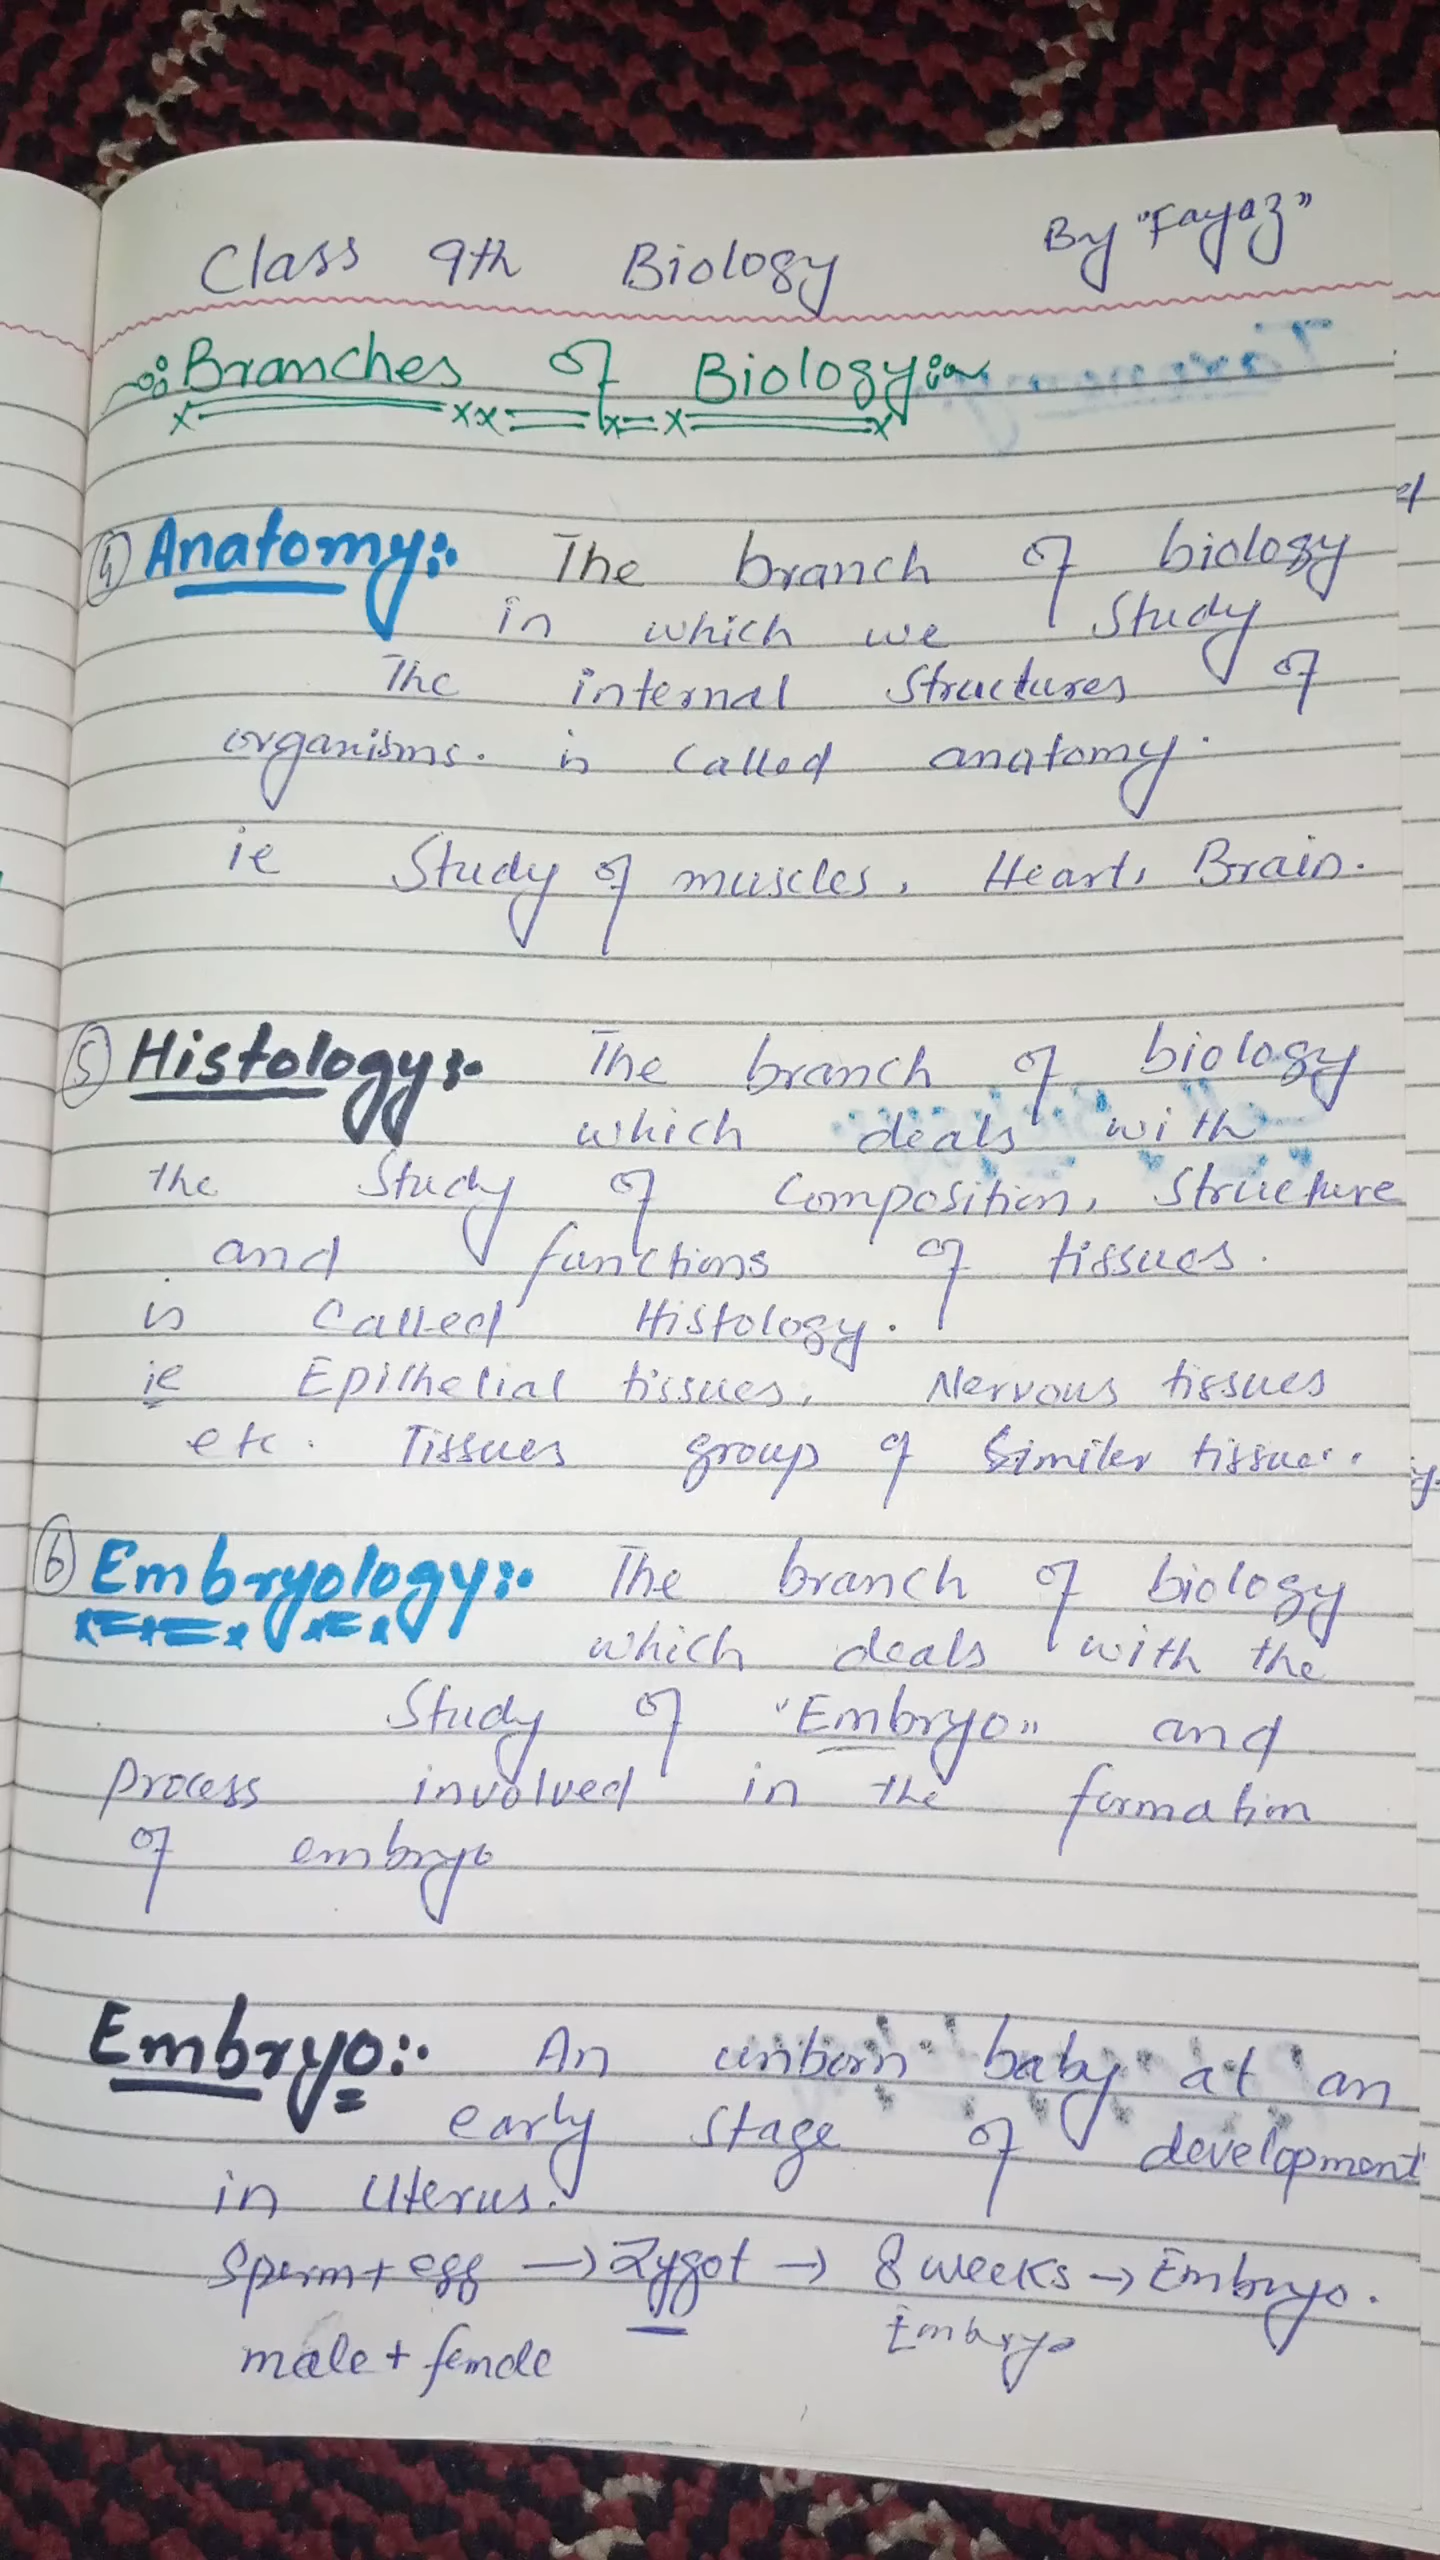 Class 9th Biology By "Fayaz"
Branches of Biology:
4) Anatomy:- The branch of biology
in which we Study
The internal Structures of
organisms. is Called anatomy.
ie Study of muscles, Heart, Brain.
5) Histology:- The branch of biology
which deals with
the Study of Composition, Structure
and functions of tissues.
is Called Histology.
ie Epithelial tissues, Nervous tissues
etc. Tissues group of Similer tissue..
6) Embryology:- The branch of biology
which deals with the
Study of "Embryo" and
Process involved in the formation
of embryo
Embryo:- An unborn baby at an
early Stage of development
in Uterus.
Sperm + egg → Zygot → 8 weeks → Embryo.
male + female Embryo